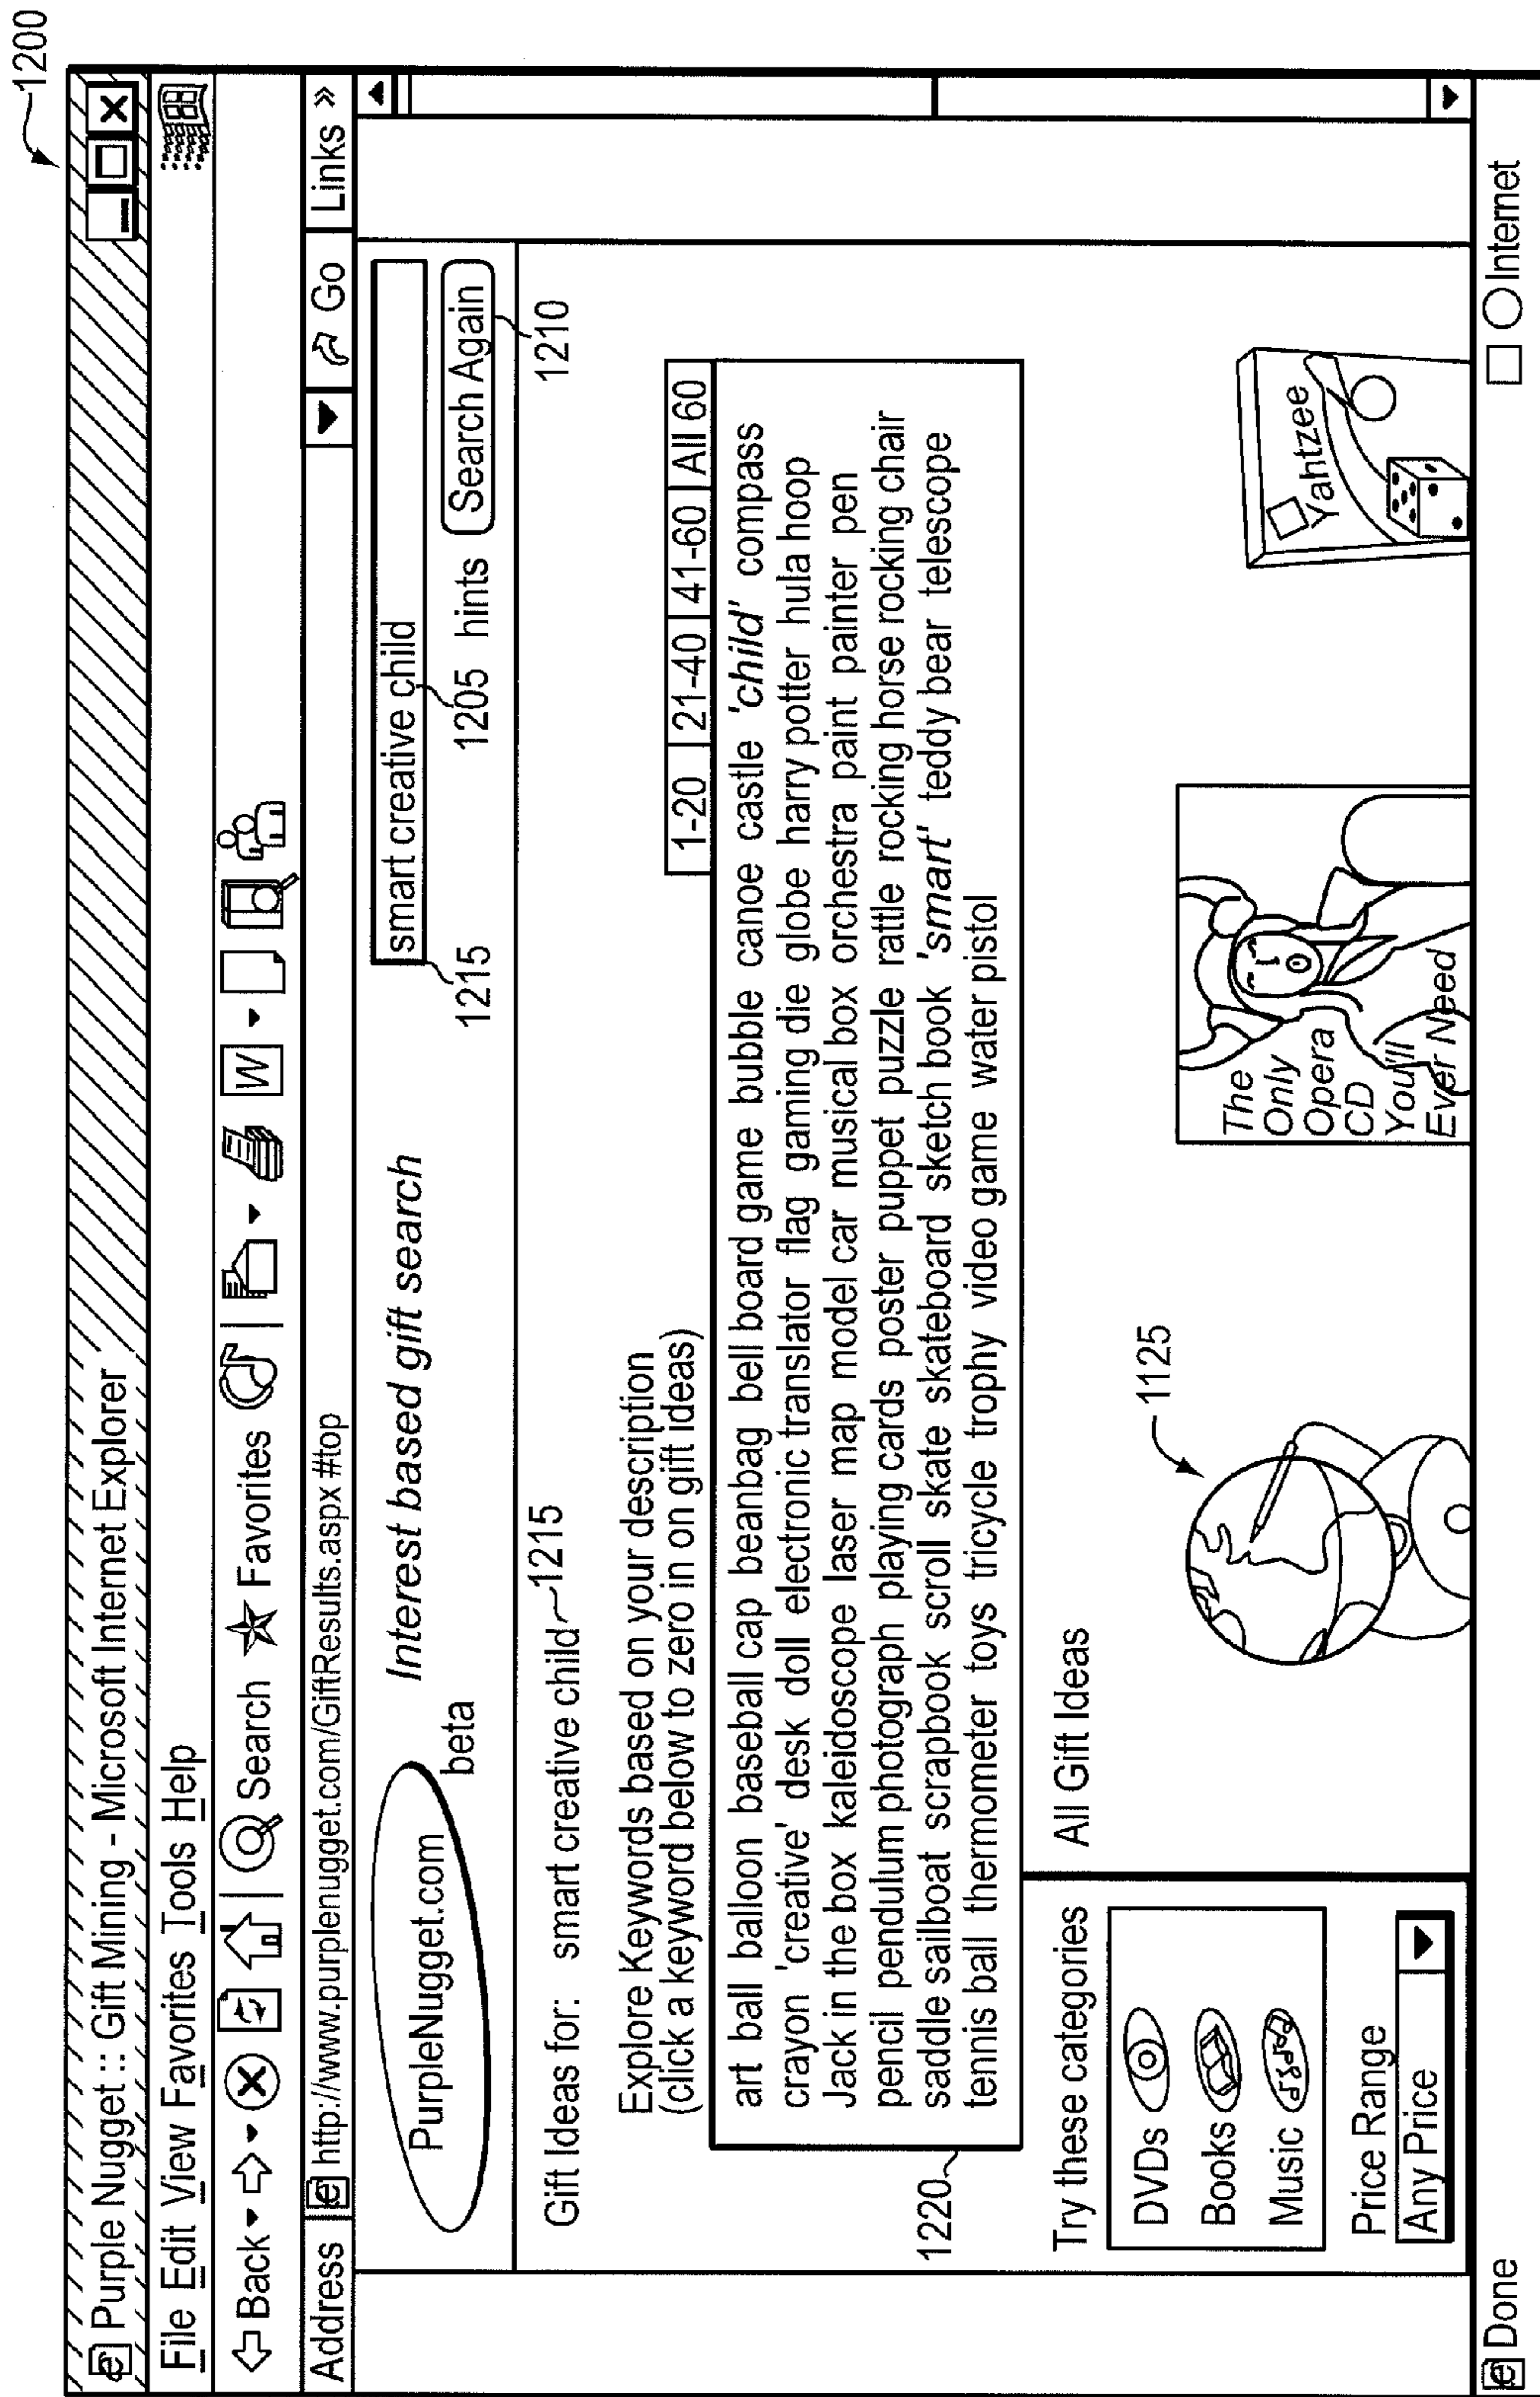 1200
Purple Nugget :: Gift Mining - Microsoft Internet Explorer
File Edit View Favorites Tools Help
Back Search Favorites W
Address http://www.purplenugget.com/GiftResults.aspx #top Go Links »
PurpleNugget.com
beta
Interest based gift search
smart creative child
1215
1205
hints
Search Again
1210
Gift Ideas for: smart creative child 1215
Explore Keywords based on your description
(click a keyword below to zero in on gift ideas)
1-20 21-40 41-60 All 60
art ball balloon baseball cap beanbag bell board game bubble canoe castle 'child' compass
crayon 'creative' desk doll electronic translator flag gaming die globe harry potter hula hoop
Jack in the box kaleidoscope laser map model car musical box orchestra paint painter pen
pencil pendulum photograph playing cards poster puppet puzzle rattle rocking horse rocking chair
saddle sailboat scrapbook scroll skate skateboard sketch book 'smart' teddy bear telescope
tennis ball thermometer toys tricycle trophy video game water pistol
1220
Try these categories
DVDs
Books
Music
Price Range
Any Price
All Gift Ideas
1125
The
Only
Opera
CD
You'll
Ever Need
Yahtzee
Done
Internet